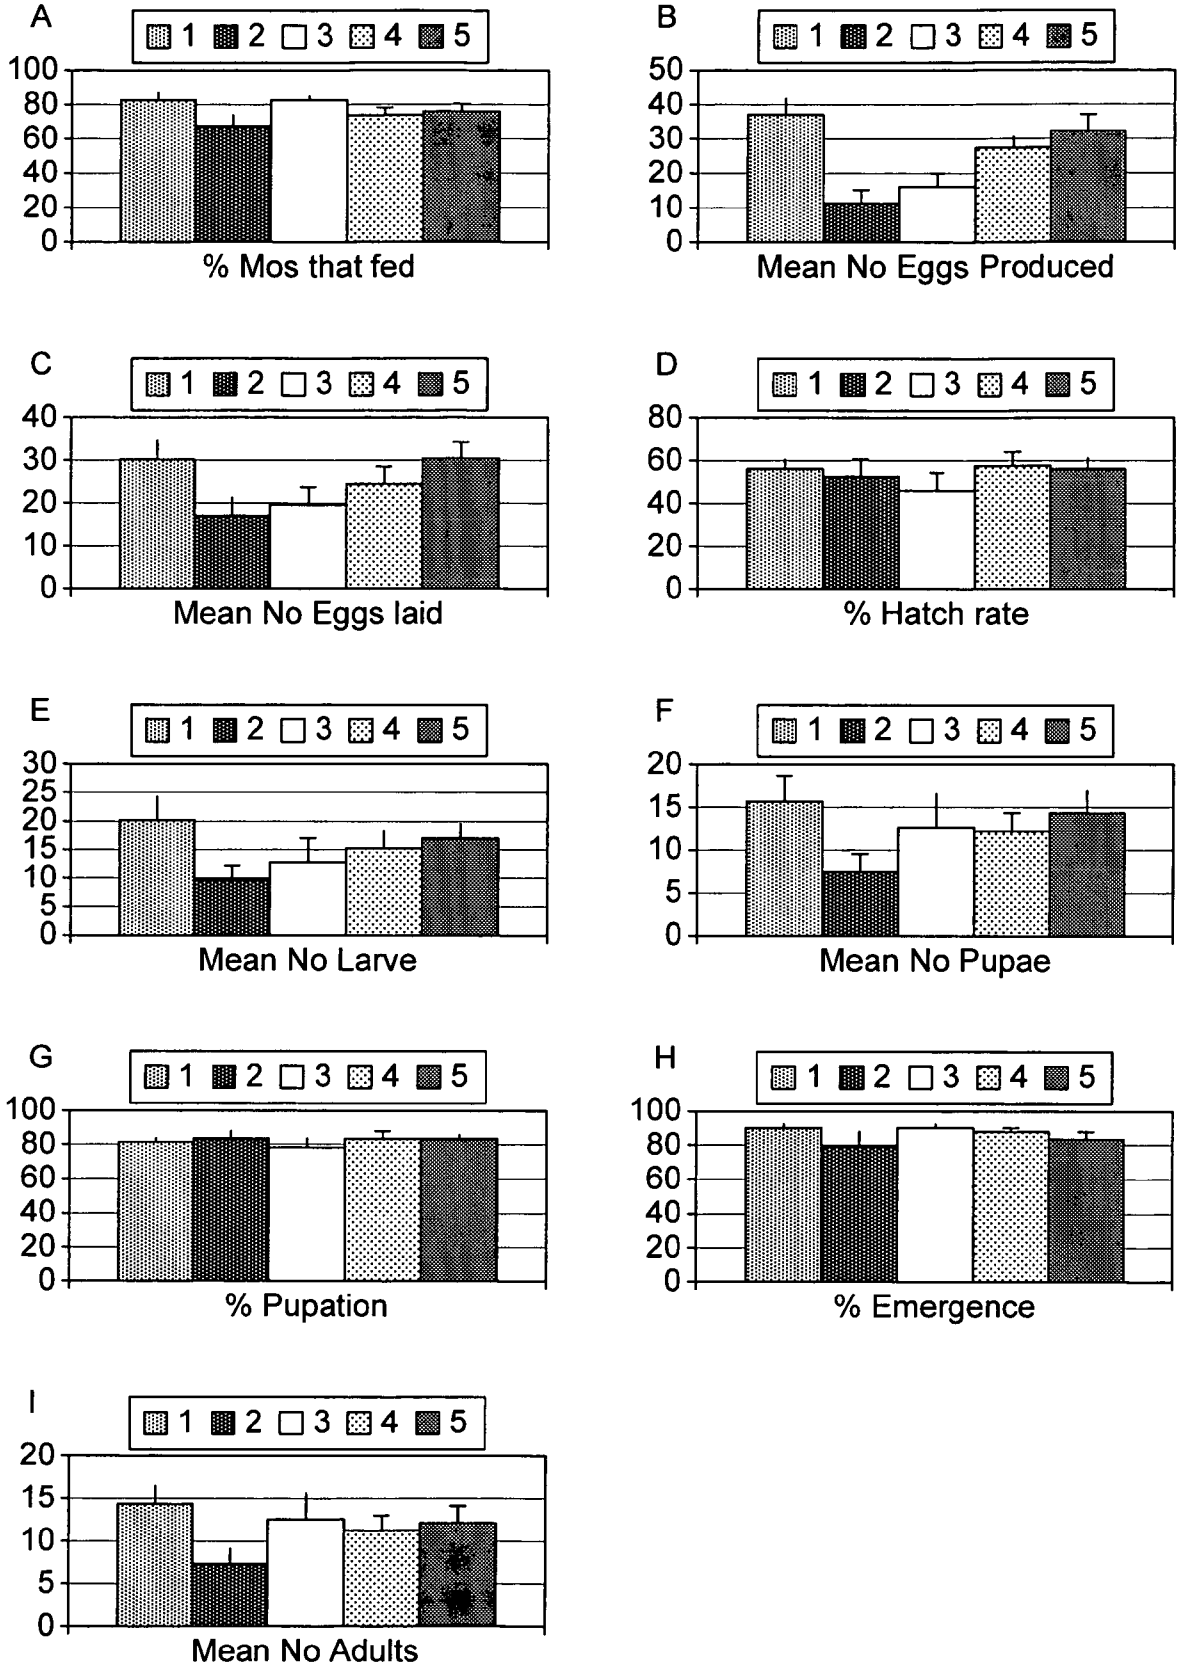 A
1 2 3 4 5
100
80
60
40
20
0
% Mos that fed
B
1 2 3 4 5
50
40
30
20
10
0
Mean No Eggs Produced
C
1 2 3 4 5
40
30
20
10
0
Mean No Eggs laid
D
1 2 3 4 5
80
60
40
20
0
% Hatch rate
E
1 2 3 4 5
30
25
20
15
10
5
0
Mean No Larve
F
1 2 3 4 5
20
15
10
5
0
Mean No Pupae
G
1 2 3 4 5
100
80
60
40
20
0
% Pupation
H
1 2 3 4 5
100
80
60
40
20
0
% Emergence
I
1 2 3 4 5
20
15
10
5
0
Mean No Adults